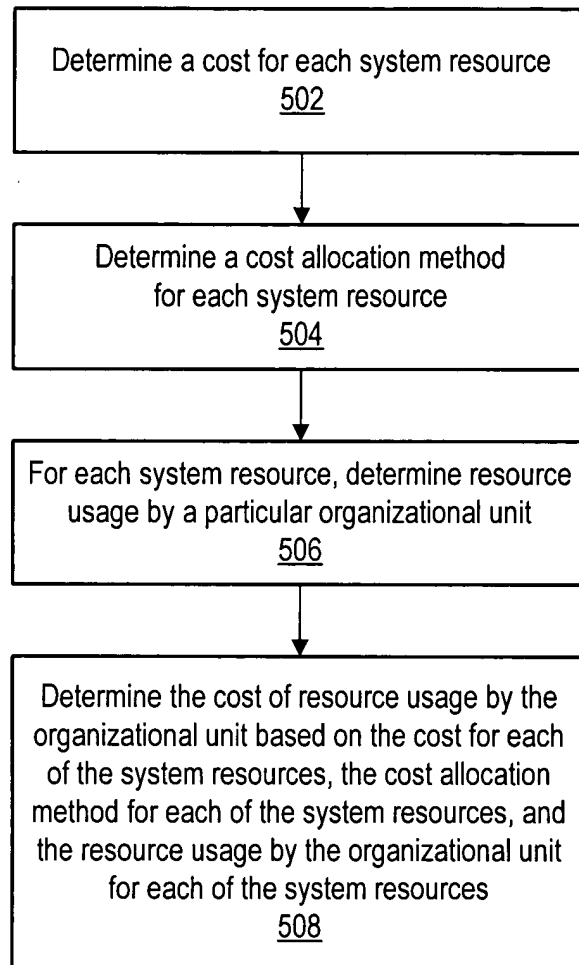 Determine a cost for each system resource
502
Determine a cost allocation method
for each system resource
504
For each system resource, determine resource
usage by a particular organizational unit
506
Determine the cost of resource usage by the
organizational unit based on the cost for each
of the system resources, the cost allocation
method for each of the system resources, and
the resource usage by the organizational unit
for each of the system resources
508